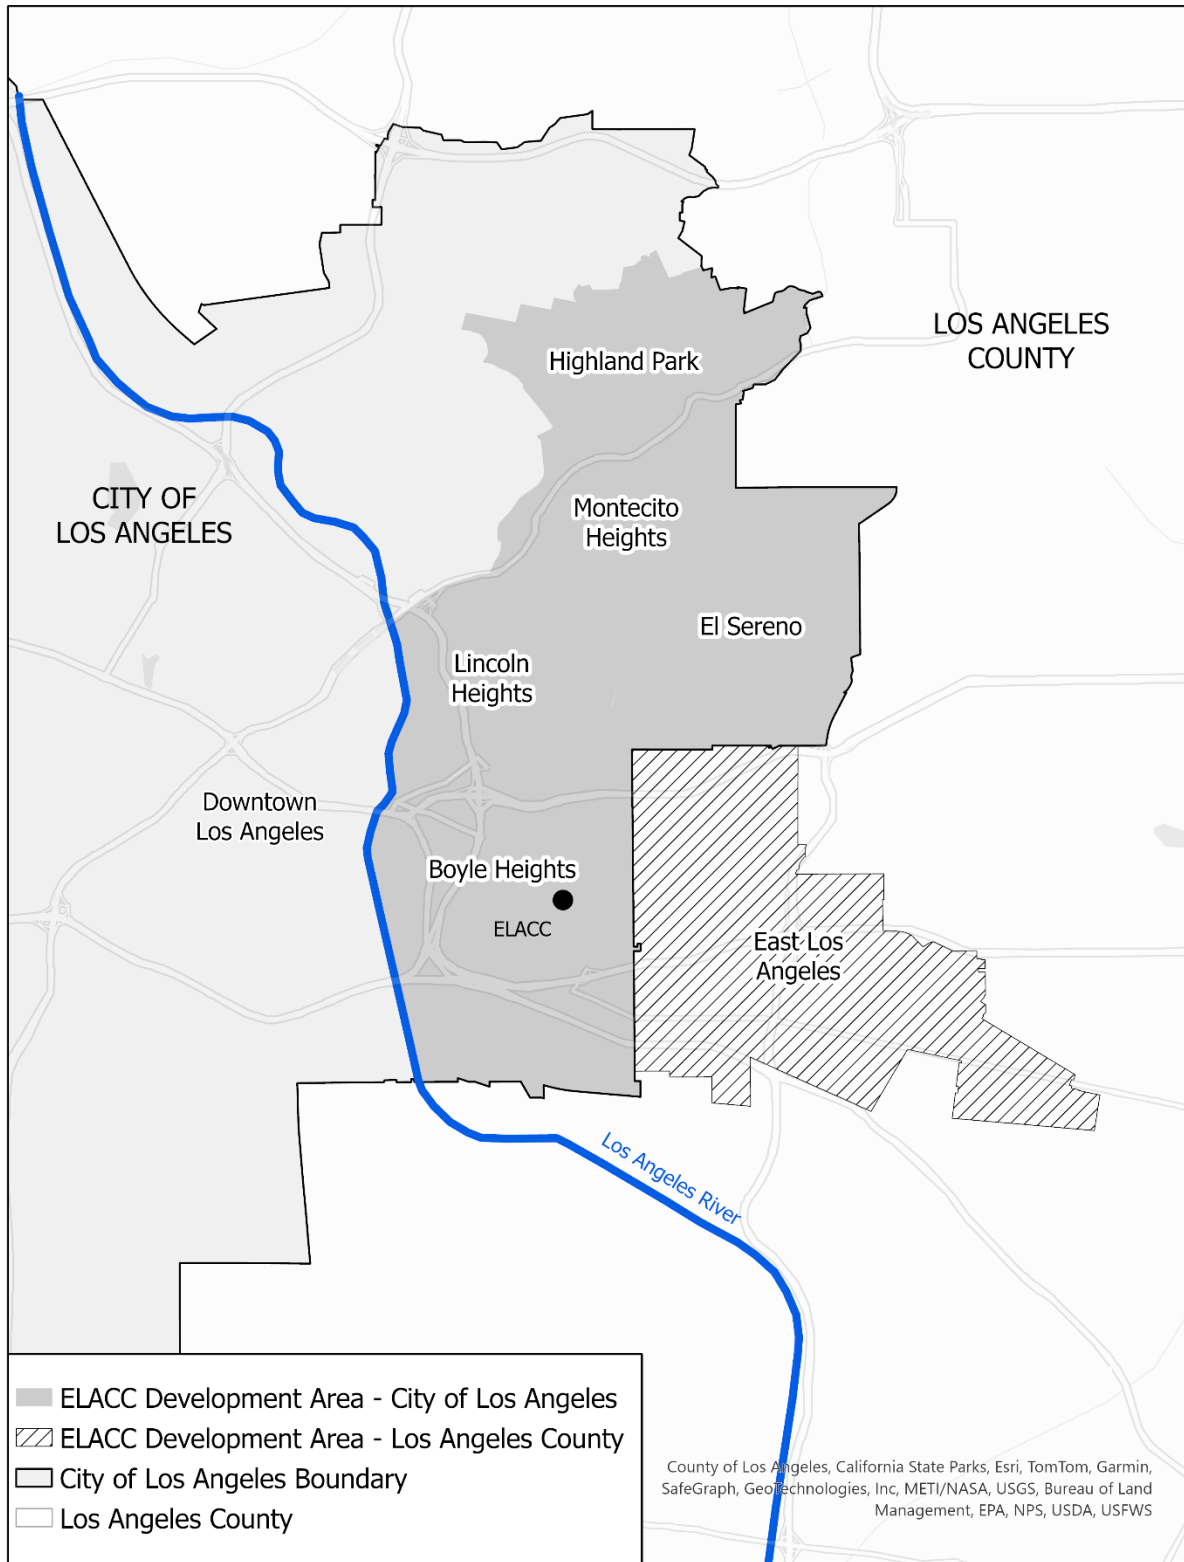 LOS ANGELES
COUNTY
Highland Park
CITY OF
LOS ANGELES
Montecito
Heights
El Sereno
Lincoln
Heights
Downtown
Los Angeles
Boyle Heights
ELACC
East Los
Angeles
Los Angeles River
ELACC Development Area - City of Los Angeles
ELACC Development Area - Los Angeles County
City of Los Angeles Boundary
Los Angeles County
County of Los Angeles, California State Parks, Esri, TomTom, Garmin,
SafeGraph, GeoTechnologies, Inc, METI/NASA, USGS, Bureau of Land
Management, EPA, NPS, USDA, USFWS